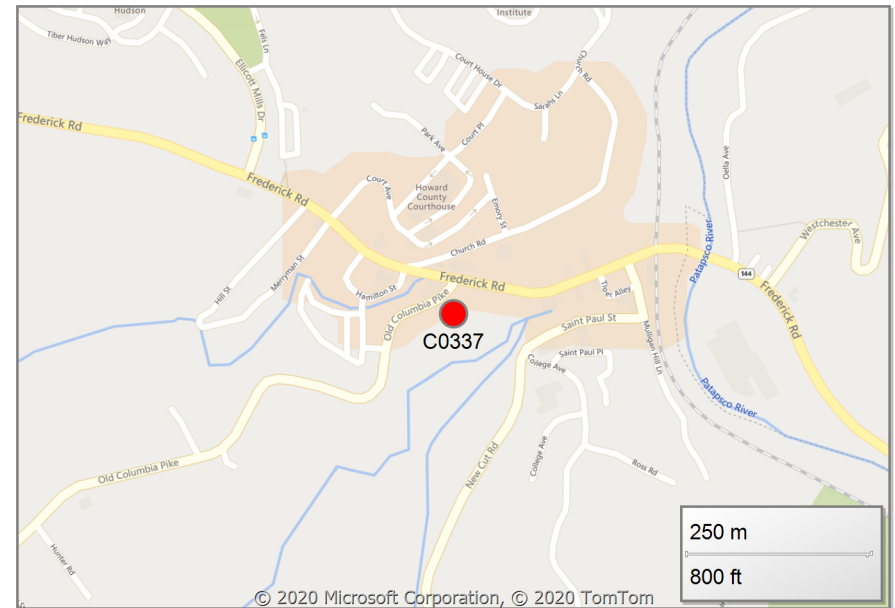 Hudson
Institute
Tiber Hudson Way
Fels Ln
Court House Dr
Church Rd
Ellicott Mills Dr
Sarahs Ln
Frederick Rd
Park Ave
Court Pl
Oella Ave
Frederick Rd
Court Ave
Howard
County
Courthouse
Emory St
Westchester Ave
Patapsco River
Church Rd
Merryman St
Hill St
Hamilton St
Frederick Rd
144
Frederick Rd
Old Columbia Pike
Tiger Alley
Saint Paul St
Mulligan Hill Ln
C0337
Saint Paul Pl
College Ave
Patapsco River
College Ave
New Cut Rd
Ross Rd
Old Columbia Pike
Hunter Rd
250 m
800 ft
© 2020 Microsoft Corporation, © 2020 TomTom